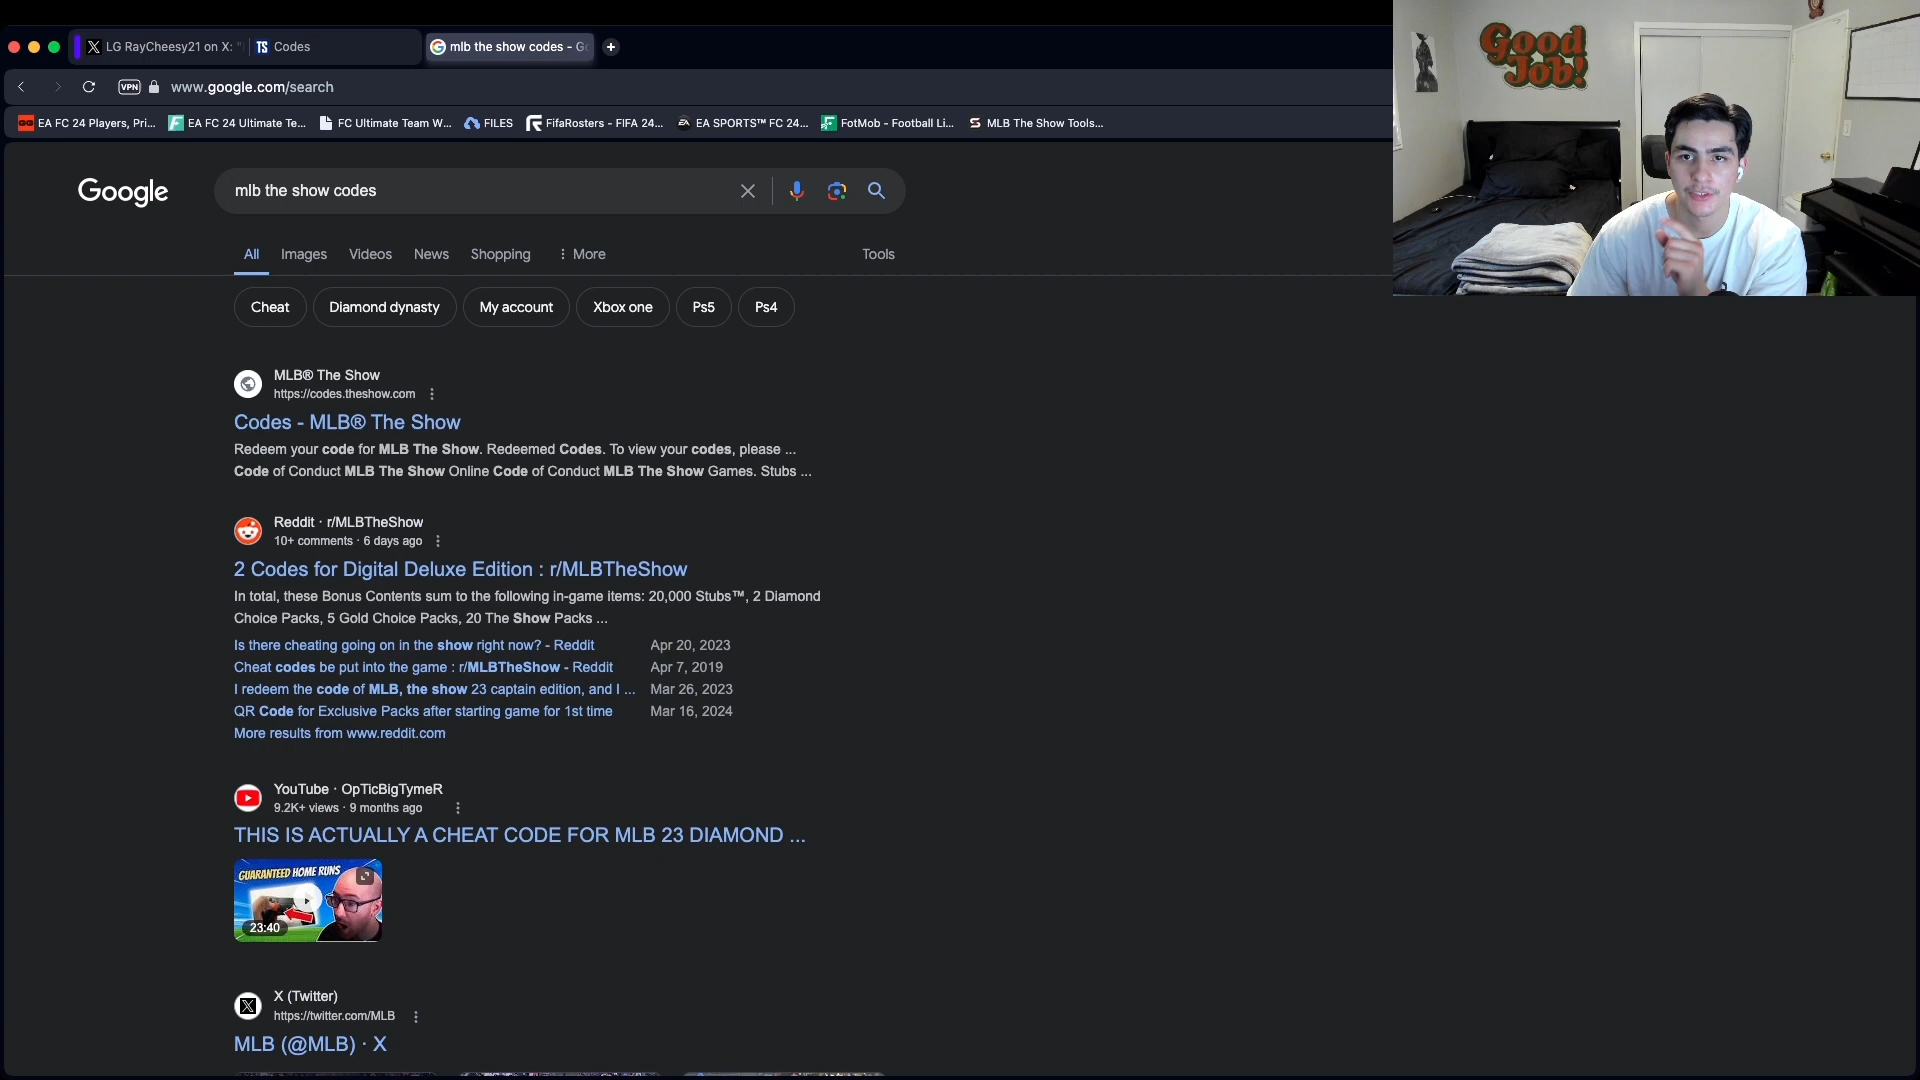 LG RayCheesy21 on X: "
TS Codes
mlb the show codes - G
VPN
www.google.com/search
EA FC 24 Players, Pri...
EA FC 24 Ultimate Te...
FC Ultimate Team W...
FILES
FifaRosters - FIFA 24...
EA SPORTS™ FC 24...
FotMob - Football Li...
MLB The Show Tools...
Good
Job!
Google
mlb the show codes
All
Images
Videos
News
Shopping
More
Tools
Cheat
Diamond dynasty
My account
Xbox one
Ps5
Ps4
MLB® The Show
https://codes.theshow.com
Codes - MLB® The Show
Redeem your code for MLB The Show. Redeemed Codes. To view your codes, please ...
Code of Conduct MLB The Show Online Code of Conduct MLB The Show Games. Stubs ...
Reddit · r/MLBTheShow
10+ comments · 6 days ago
2 Codes for Digital Deluxe Edition : r/MLBTheShow
In total, these Bonus Contents sum to the following in-game items: 20,000 Stubs™, 2 Diamond
Choice Packs, 5 Gold Choice Packs, 20 The Show Packs ...
Is there cheating going on in the show right now? - Reddit Apr 20, 2023
Cheat codes be put into the game : r/MLBTheShow - Reddit Apr 7, 2019
I redeem the code of MLB, the show 23 captain edition, and I ... Mar 26, 2023
QR Code for Exclusive Packs after starting game for 1st time Mar 16, 2024
More results from www.reddit.com
YouTube · OpTicBigTymeR
9.2K+ views · 9 months ago
THIS IS ACTUALLY A CHEAT CODE FOR MLB 23 DIAMOND ...
GUARANTEED HOME RUNS
23:40
X (Twitter)
https://twitter.com/MLB
MLB (@MLB) · X